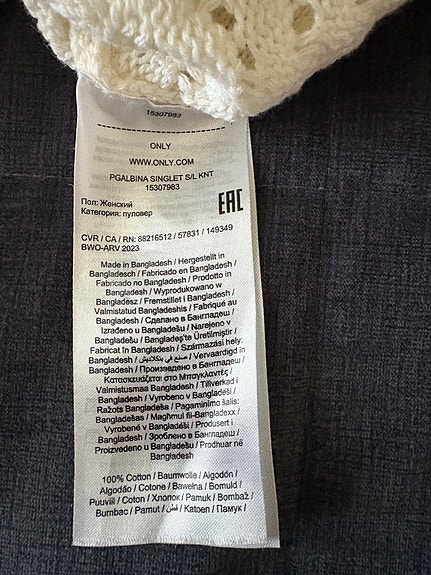 15307983
ONLY
WWW.ONLY.COM
PGALBINA SINGLET S/L KNT
15307983
Пол: Женский
Категория: пуловер
EAC
CVR / CA / RN: 88216512 / 57831 / 149349
BWO-ARV 2023
Made in Bangladesh / Hergestellt in
Bangladesch / Fabricado en Bangladesh /
Fabricado no Bangladesh / Prodotto in
Bangladesh / Wyprodukowano w
Bangladesz / Fremstillet i Bangladesh /
Valmistatud Bangladeshis / Fabriqué au
Bangladesh / Сделано в Бангладеш /
Izrađeno u Bangladešu / Narejeno v
Bangladešu / Bangladeş'te Üretilmiştir /
Fabricat în Bangladesh / Származási hely:
Bangladesh / صنع في بنكلاديش / Vervaardigd in
Bangladesh / Произведено в Бангладеш /
Κατασκευάζεται στο Μπαγκλαντές /
Valmistusmaa Bangladesh / Tillverkad i
Bangladesh / Vyrobeno v Bangladéši /
Ražots Bangladeša / Pagaminimo šalis:
Bangladešas / Maghmul fil-Bangladexx /
Vyrobené v Bangladéši / Produsert i
Bangladesh / Зроблено в Бангладеш /
Proizvedeno u Bangladešu / Prodhuar në
Bangladesh
100% Cotton / Baumwolle / Algodón /
Algodão / Cotone / Bawełna / Bomuld /
Puuvill / Coton / Хлопок / Pamuk / Bombaž /
Bumbac / Pamut / قطن / Katoen / Памук /